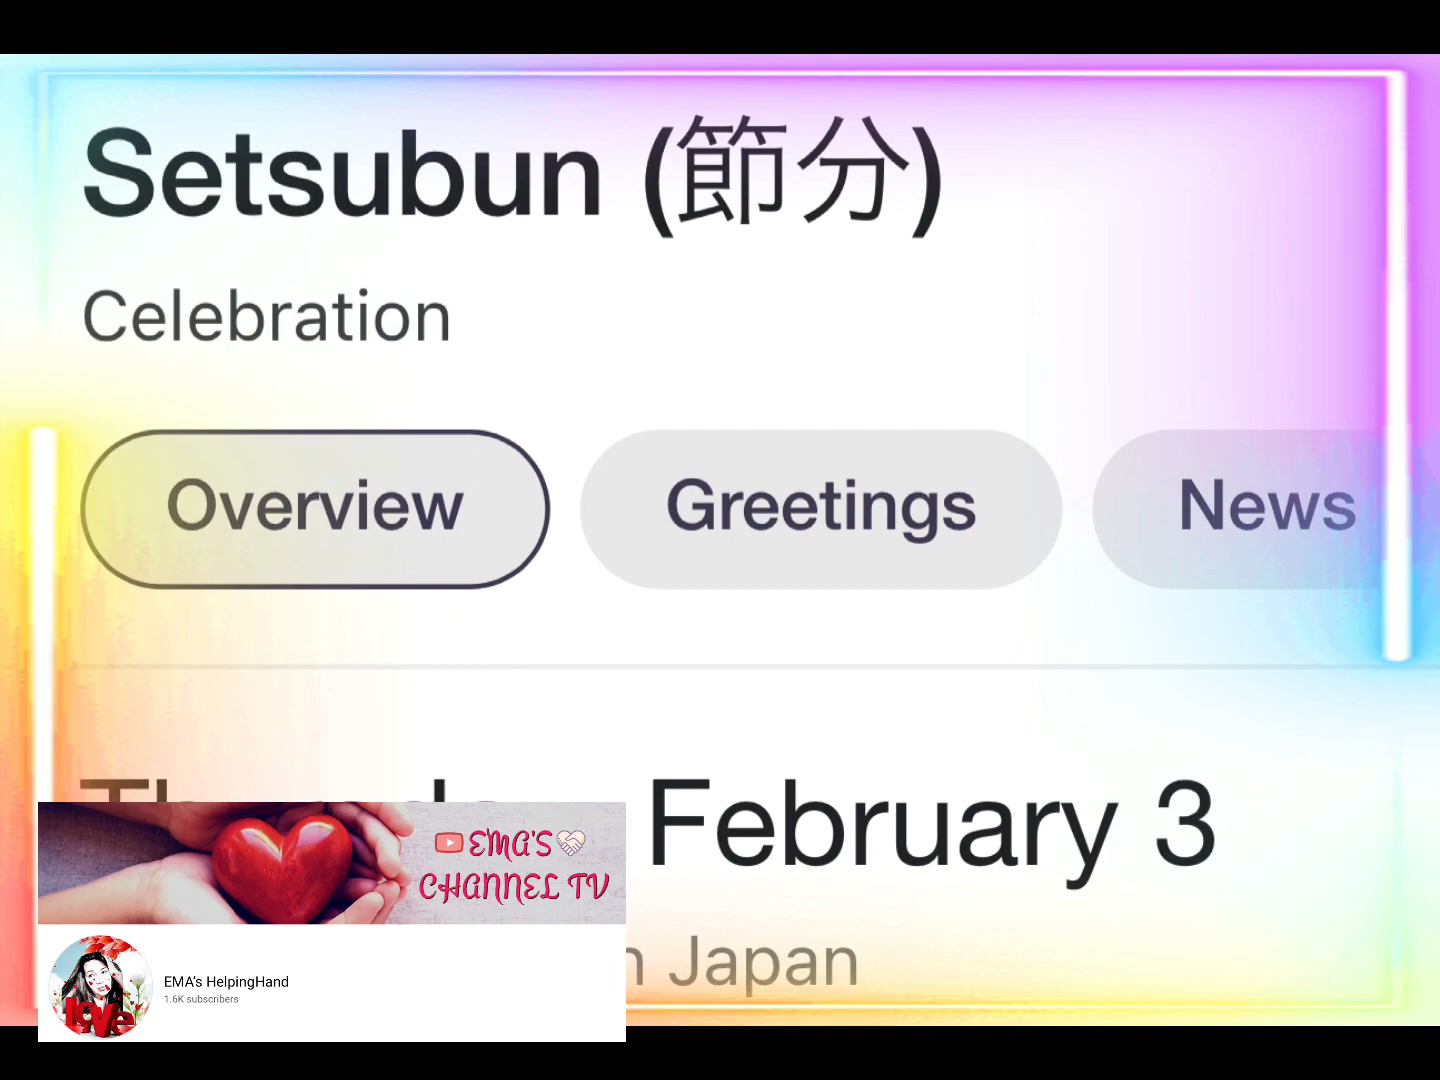 Setsubun (節分)
Celebration
Overview Greetings News
February 3
Japan
EMA'S
CHANNEL TV
EMA's HelpingHand
1.6K subscribers
love